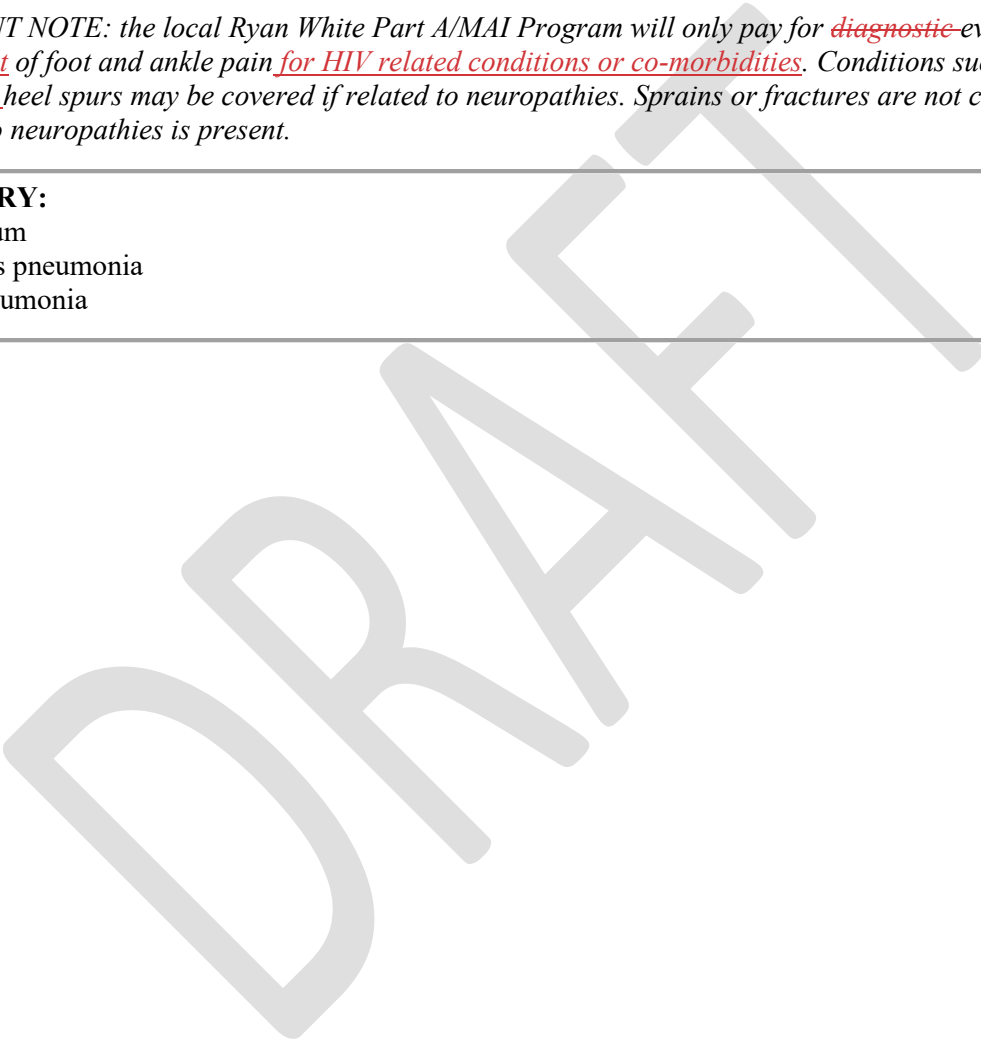 T NOTE: the local Ryan White Part A/MAI Program will only pay for diagnostic ev
t of foot and ankle pain for HIV related conditions or co-morbidities. Conditions suc
heel spurs may be covered if related to neuropathies. Sprains or fractures are not c
o neuropathies is present.
RY:
um
s pneumonia
umonia
DRAFT